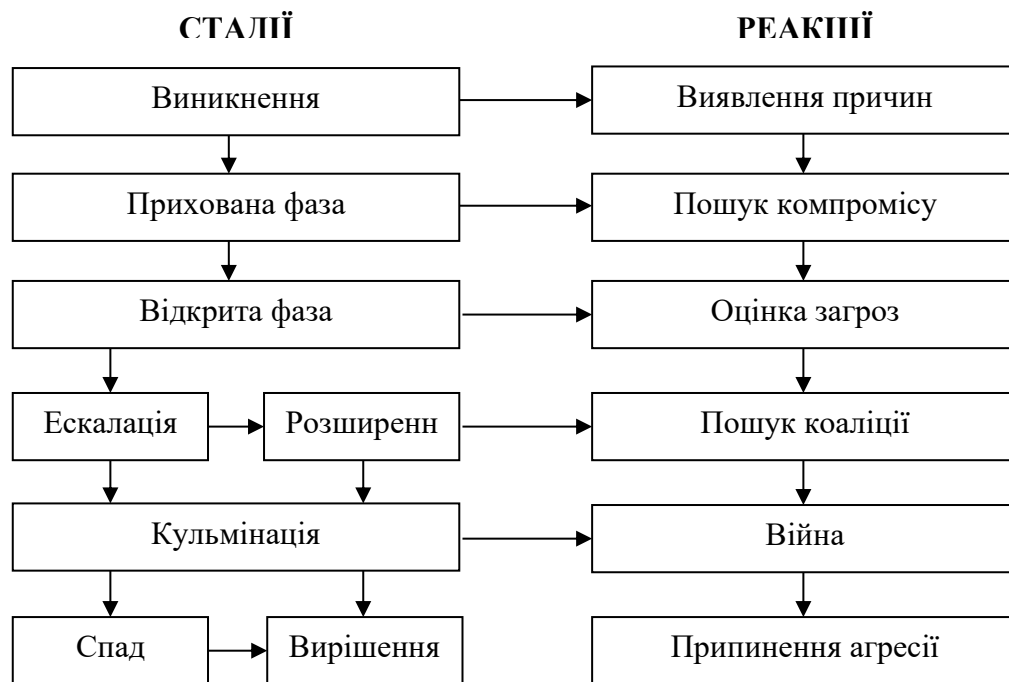 СТАДІЇ
РЕАКЦІЇ
Виникнення
Виявлення причин
Прихована фаза
Пошук компромісу
Відкрита фаза
Оцінка загроз
Ескалація
Розширенн
Пошук коаліції
Кульмінація
Війна
Спад
Вирішення
Припинення агресії